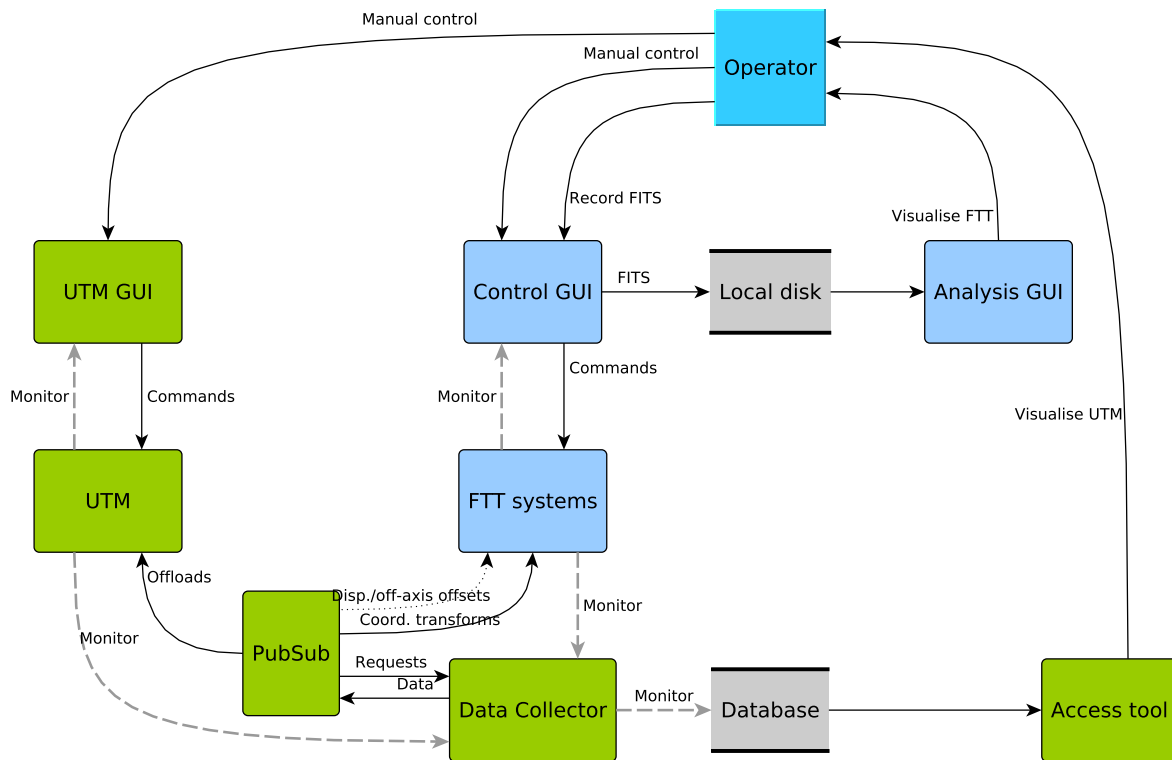 Manual control
Manual control
Operator
Record FITS
Visualise FTT
UTM GUI
Control GUI
FITS
Local disk
Analysis GUI
Monitor
Commands
Monitor
Commands
Visualise UTM
UTM
FTT systems
Offloads
Disp./off-axis offsets
Monitor
Coord. transforms
Monitor
PubSub
Requests
Data
Data Collector
Monitor
Database
Access tool